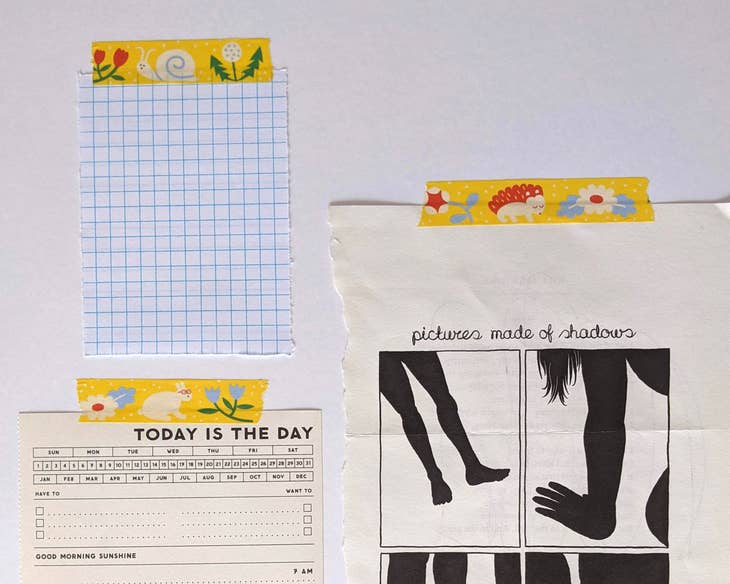 pictures made of shadows
TODAY IS THE DAY
SUN MON TUE WED THU FRI SAT
1 2 3 4 5 6 7 8 9 10 11 12 13 14 15 16 17 18 19 20 21 22 23 24 25 26 27 28 29 30 31
JAN FEB MAR APR MAY JUN JUL AUG SEP OCT NOV DEC
HAVE TO WANT TO
GOOD MORNING SUNSHINE
7 AM